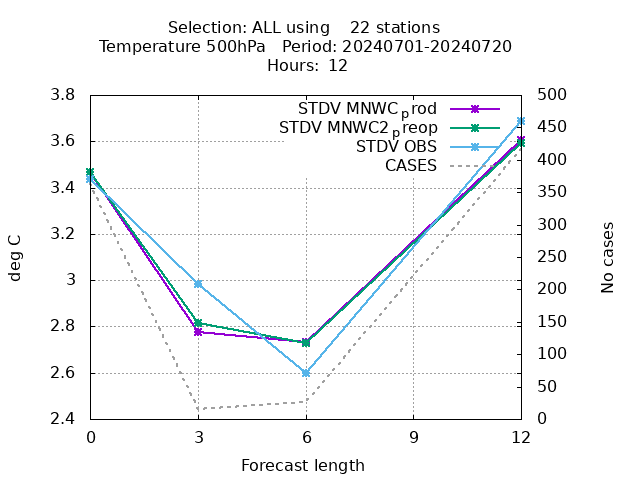 Selection: ALL using    22 stations
Temperature 500hPa   Period: 20240701-20240720
Hours:  12
STDV MNWCprod
STDV MNWC2preop
STDV OBS
CASES
3.8
3.6
3.4
3.2
3
2.8
2.6
2.4
deg C
500
450
400
350
300
250
200
150
100
50
0
No cases
0 3 6 9 12
Forecast length